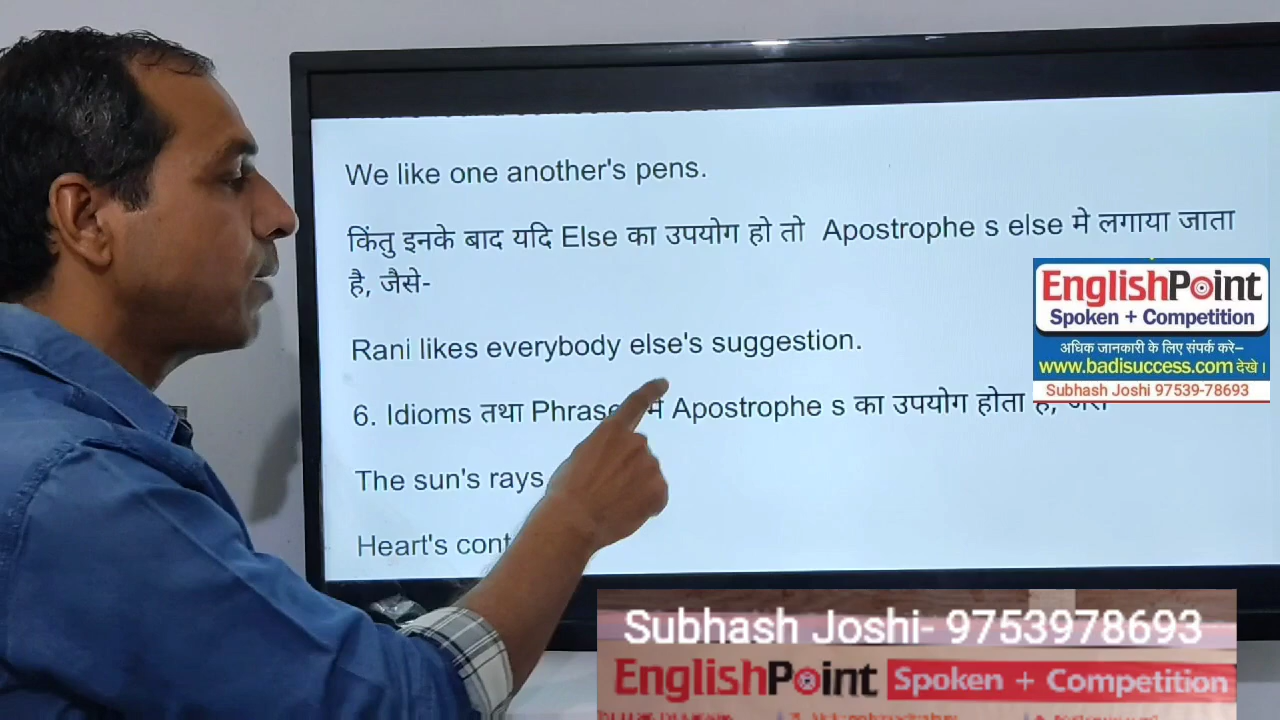 We like one another's pens.
किंतु इनके बाद यदि Else का उपयोग हो तो Apostrophe s else मे लगाया जाता
है, जैसे-
Rani likes everybody else's suggestion.
6. Idioms तथा Phrase में Apostrophe s का उपयोग होता है, जैसे
The sun's rays
Heart's
EnglishPoint
Spoken + Competition
अधिक जानकारी के लिए संपर्क करे–
www.badisuccess.com देखे ।
Subhash Joshi 97539-78693
Subhash Joshi- 9753978693
EnglishPoint Spoken + Competition